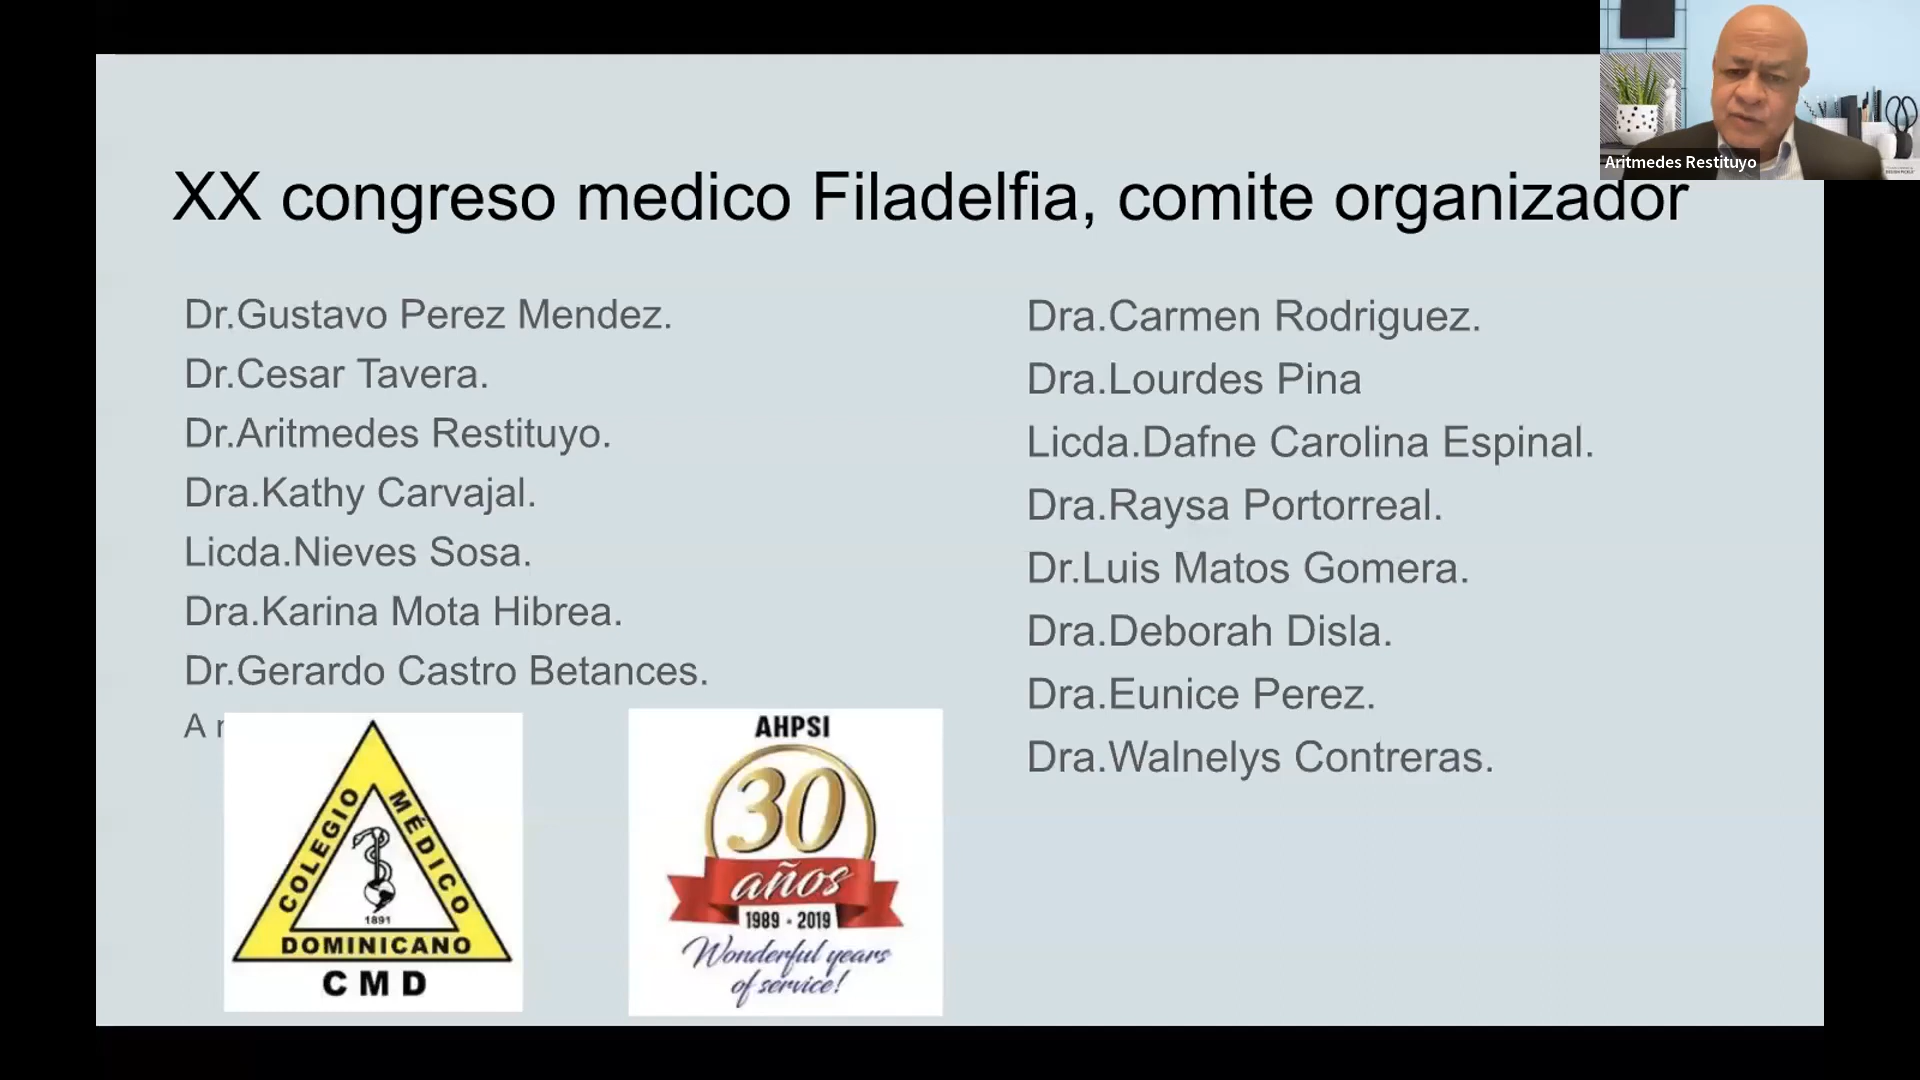 Aritmedes Restituyo
XX congreso medico Filadelfia, comite organizador
Dr.Gustavo Perez Mendez.
Dr.Cesar Tavera.
Dr.Aritmedes Restituyo.
Dra.Kathy Carvajal.
Licda.Nieves Sosa.
Dra.Karina Mota Hibrea.
Dr.Gerardo Castro Betances.
A
Dra.Carmen Rodriguez.
Dra.Lourdes Pina
Licda.Dafne Carolina Espinal.
Dra.Raysa Portorreal.
Dr.Luis Matos Gomera.
Dra.Deborah Disla.
Dra.Eunice Perez.
Dra.Walnelys Contreras.
COLEGIO
MÉDICO
1891
DOMINICANO
CMD
AHPSI
30
años
1989 - 2019
Wonderful years
of service!